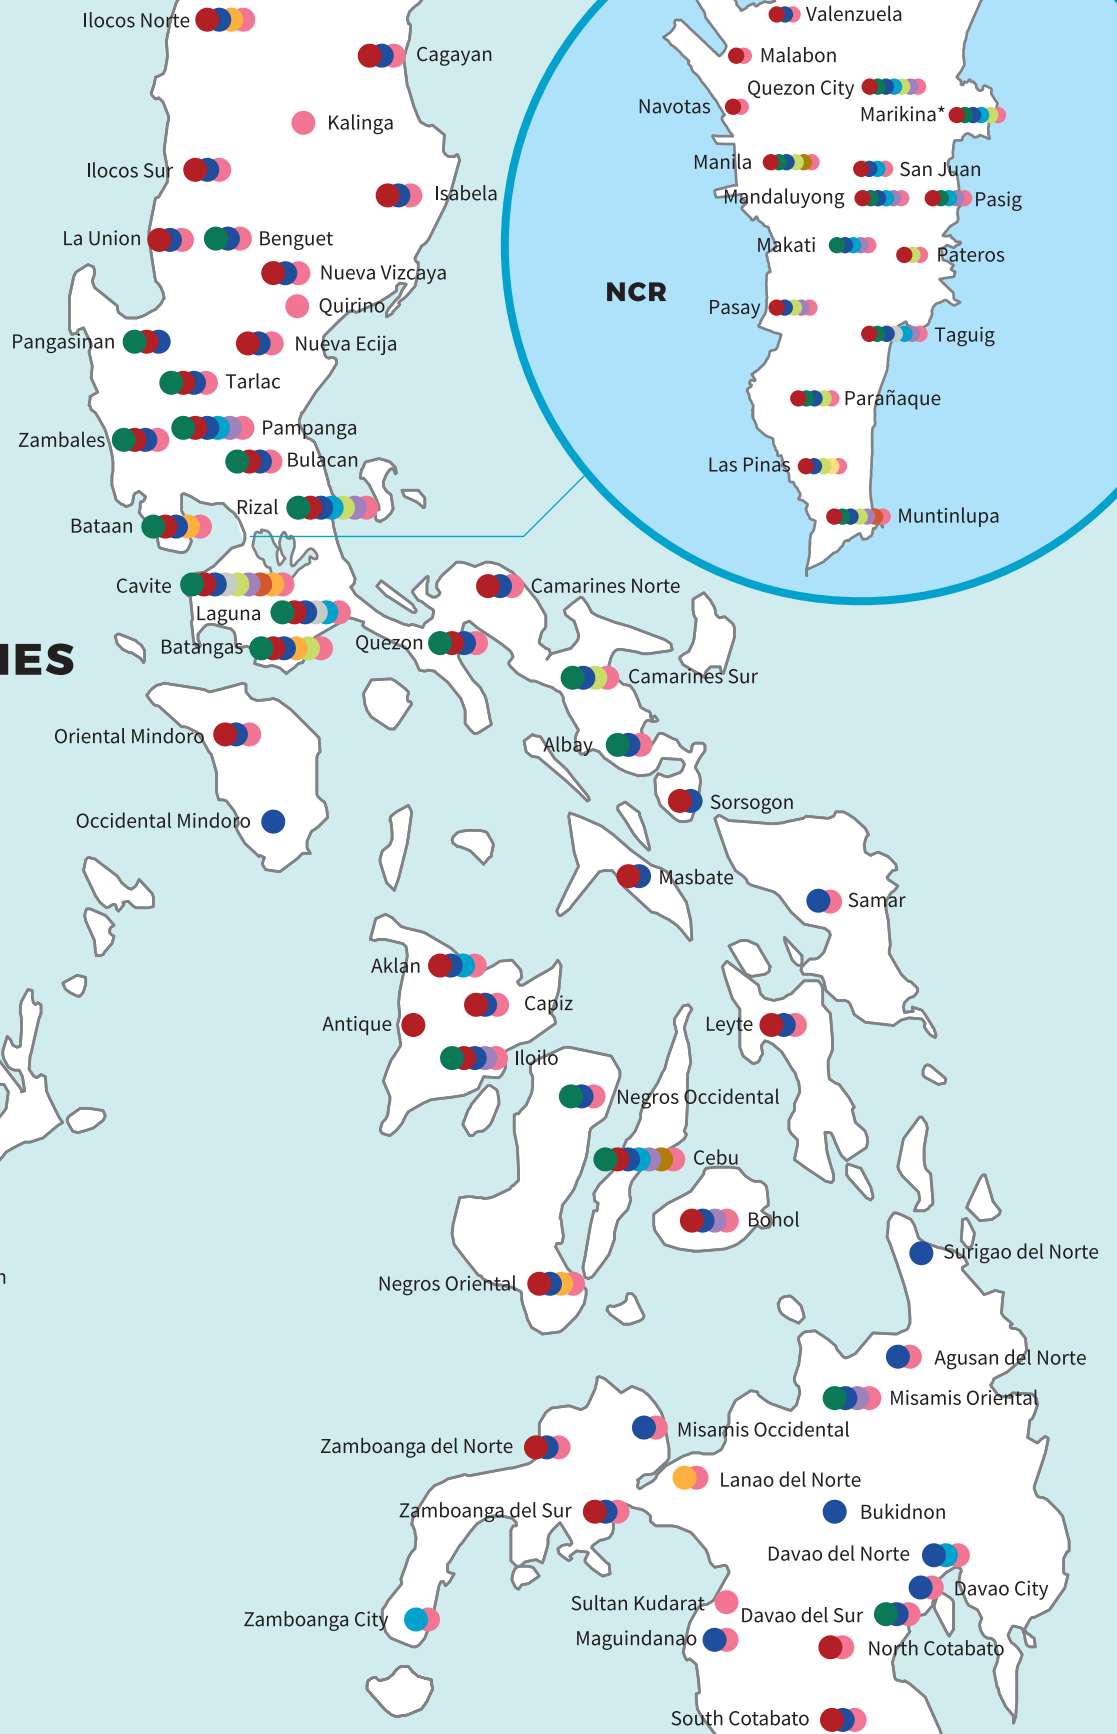 Ilocos Norte
Cagayan
Kalinga
Ilocos Sur
Isabela
La Union
Benguet
Nueva Vizcaya
Quirino
Pangasinan
Nueva Ecija
Tarlac
Zambales
Pampanga
Bulacan
Rizal
Bataan
Cavite
Laguna
Batangas
Quezon
Camarines Norte
Camarines Sur
Albay
Sorsogon
Oriental Mindoro
Occidental Mindoro
Masbate
Samar
Aklan
Capiz
Antique
Iloilo
Leyte
Negros Occidental
Cebu
Bohol
Negros Oriental
Surigao del Norte
Agusan del Norte
Misamis Oriental
Misamis Occidental
Zamboanga del Norte
Lanao del Norte
Zamboanga del Sur
Bukidnon
Davao del Norte
Davao City
Sultan Kudarat
Davao del Sur
Zamboanga City
Maguindanao
North Cotabato
South Cotabato
NCR
Valenzuela
Malabon
Quezon City
Navotas
Marikina*
Manila
San Juan
Mandaluyong
Pasig
Makati
Pateros
Pasay
Taguig
Parañaque
Las Pinas
Muntinlupa
IES